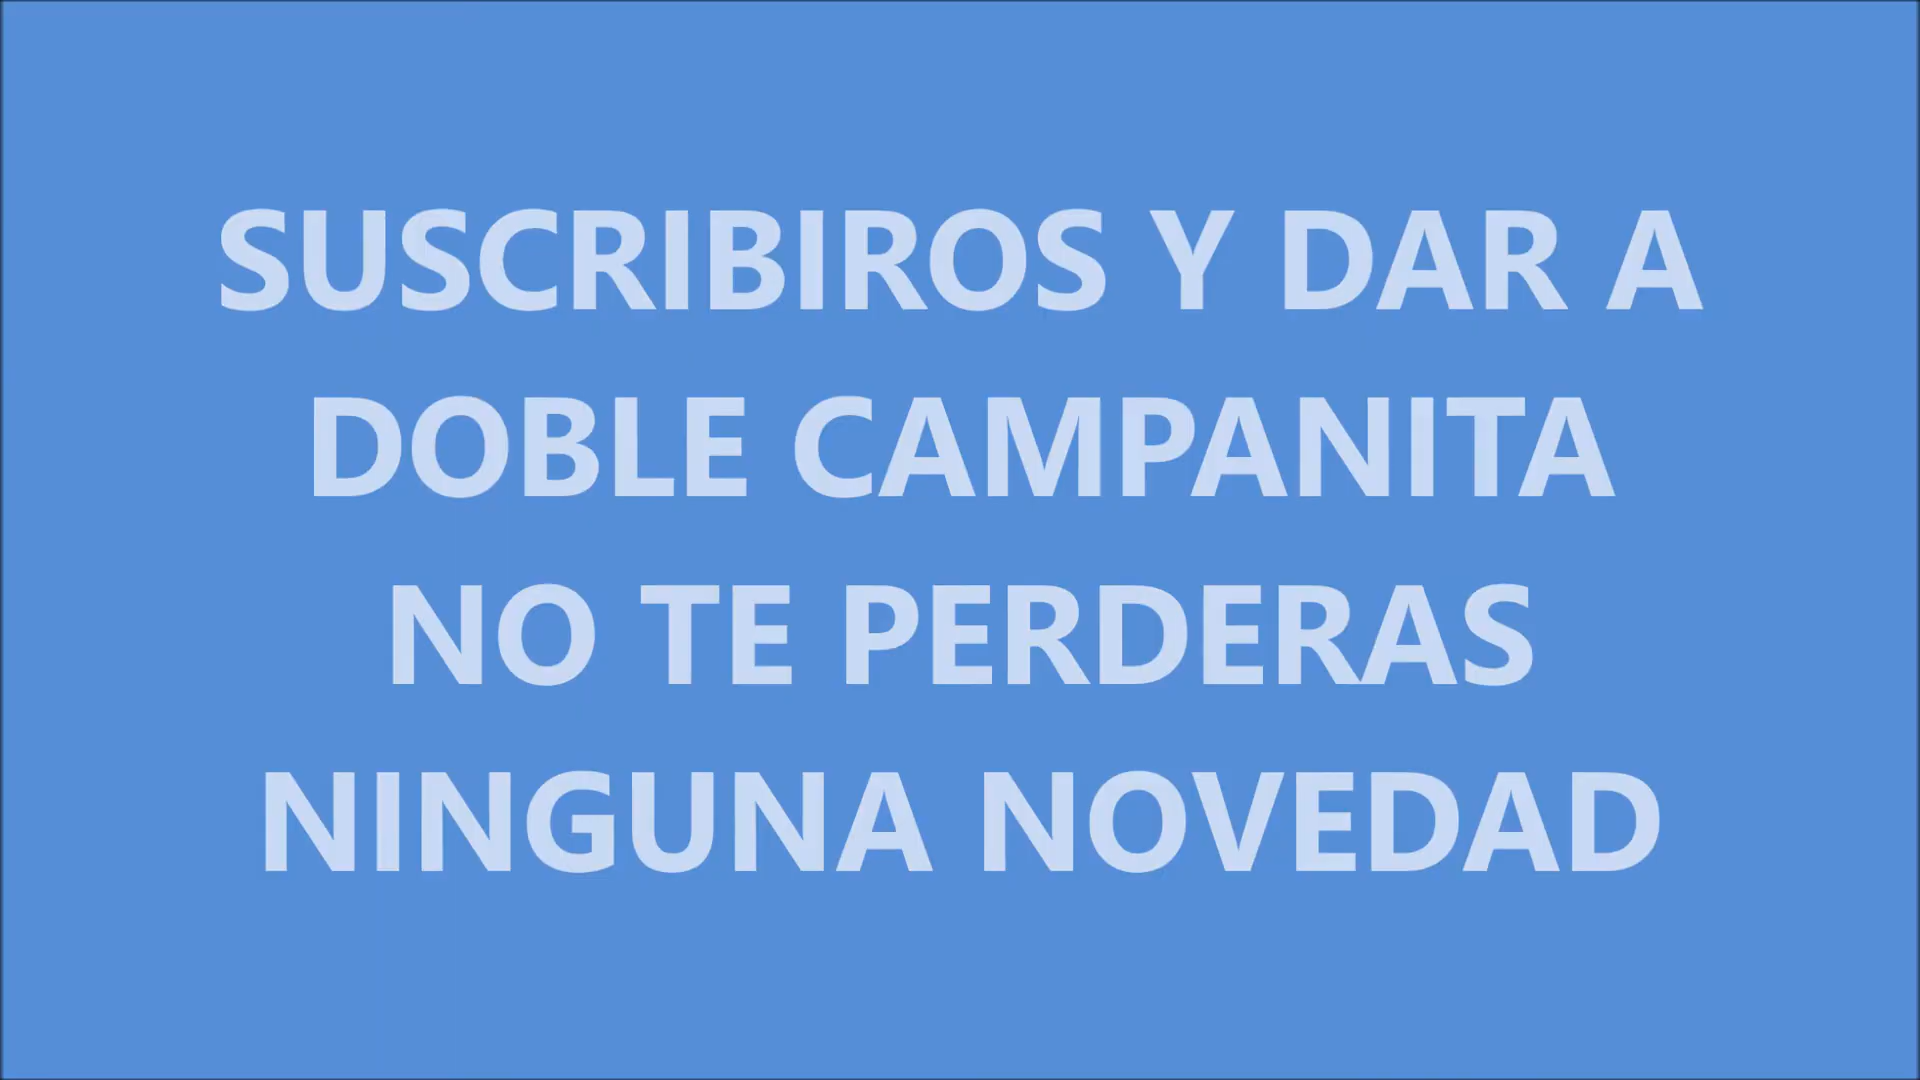 SUSCRIBIROS Y DAR A
DOBLE CAMPANITA
NO TE PERDERAS
NINGUNA NOVEDAD